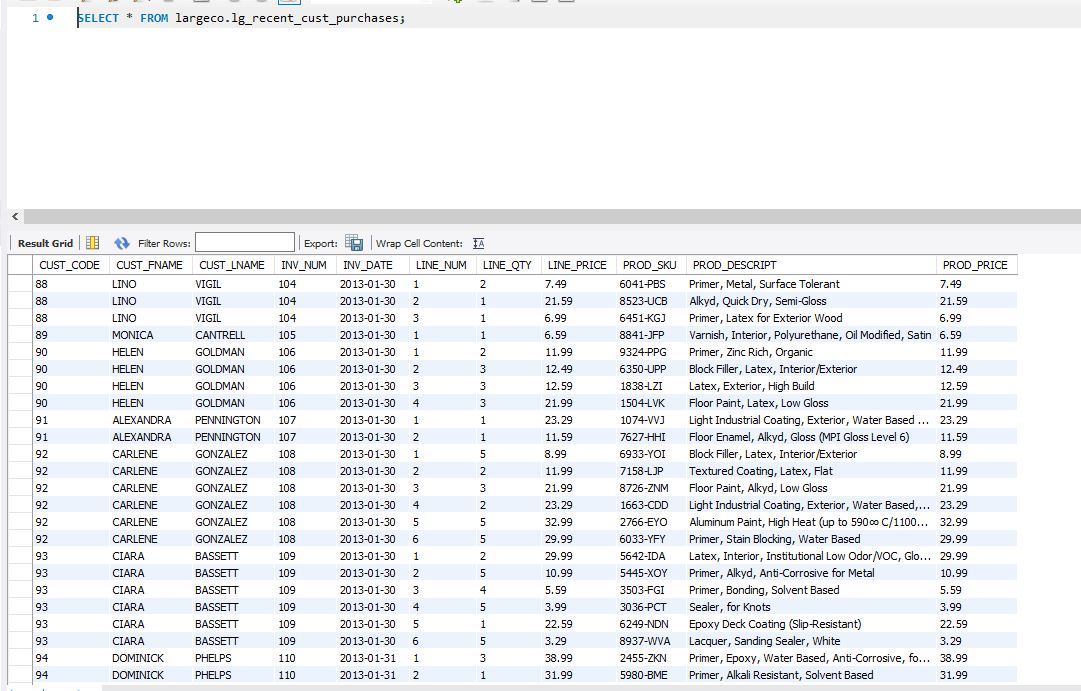 1 SELECT * FROM largeco.lg_recent_cust_purchases;
Result Grid Filter Rows: Export: Wrap Cell Content: IA
CUST_CODE CUST_FNAME CUST_LNAME INV_NUM INV_DATE LINE_NUM LINE_QTY LINE_PRICE PROD_SKU PROD_DESCRIPT PROD_PRICE
88 LINO VIGIL 104 2013-01-30 1 2 7.49 6041-PBS Primer, Metal, Surface Tolerant 7.49
88 LINO VIGIL 104 2013-01-30 2 1 21.59 8523-UCB Alkyd, Quick Dry, Semi-Gloss 21.59
88 LINO VIGIL 104 2013-01-30 3 1 6.99 6451-KGJ Primer, Latex for Exterior Wood 6.99
89 MONICA CANTRELL 105 2013-01-30 1 1 6.59 8841-JFP Varnish, Interior, Polyurethane, Oil Modified, Satin 6.59
90 HELEN GOLDMAN 106 2013-01-30 1 2 11.99 9324-PPG Primer, Zinc Rich, Organic 11.99
90 HELEN GOLDMAN 106 2013-01-30 2 3 12.49 6350-UPP Block Filler, Latex, Interior/Exterior 12.49
90 HELEN GOLDMAN 106 2013-01-30 3 3 12.59 1838-LZI Latex, Exterior, High Build 12.59
90 HELEN GOLDMAN 106 2013-01-30 4 3 21.99 1504-LVK Floor Paint, Latex, Low Gloss 21.99
91 ALEXANDRA PENNINGTON 107 2013-01-30 1 1 23.29 1074-VVJ Light Industrial Coating, Exterior, Water Based ... 23.29
91 ALEXANDRA PENNINGTON 107 2013-01-30 2 1 11.59 7627-HHI Floor Enamel, Alkyd, Gloss (MPI Gloss Level 6) 11.59
92 CARLENE GONZALEZ 108 2013-01-30 1 5 8.99 6933-YOI Block Filler, Latex, Interior/Exterior 8.99
92 CARLENE GONZALEZ 108 2013-01-30 2 2 11.99 7158-LJP Textured Coating, Latex, Flat 11.99
92 CARLENE GONZALEZ 108 2013-01-30 3 3 21.99 8726-ZNM Floor Paint, Alkyd, Low Gloss 21.99
92 CARLENE GONZALEZ 108 2013-01-30 4 2 23.29 1663-CDD Light Industrial Coating, Exterior, Water Based,... 23.29
92 CARLENE GONZALEZ 108 2013-01-30 5 5 32.99 2766-EYO Aluminum Paint, High Heat (up to 590∞ C/1100... 32.99
92 CARLENE GONZALEZ 108 2013-01-30 6 5 29.99 6033-YFY Primer, Stain Blocking, Water Based 29.99
93 CIARA BASSETT 109 2013-01-30 1 2 29.99 5642-IDA Latex, Interior, Institutional Low Odor/VOC, Glo... 29.99
93 CIARA BASSETT 109 2013-01-30 2 5 10.99 5445-XOY Primer, Alkyd, Anti-Corrosive for Metal 10.99
93 CIARA BASSETT 109 2013-01-30 3 4 5.59 3503-FGI Primer, Bonding, Solvent Based 5.59
93 CIARA BASSETT 109 2013-01-30 4 5 3.99 3036-PCT Sealer, for Knots 3.99
93 CIARA BASSETT 109 2013-01-30 5 1 22.59 6249-NDN Epoxy Deck Coating (Slip-Resistant) 22.59
93 CIARA BASSETT 109 2013-01-30 6 5 3.29 8937-WVA Lacquer, Sanding Sealer, White 3.29
94 DOMINICK PHELPS 110 2013-01-31 1 3 38.99 2455-ZKN Primer, Epoxy, Water Based, Anti-Corrosive, fo... 38.99
94 DOMINICK PHELPS 110 2013-01-31 2 1 31.99 5980-BME Primer, Alkali Resistant, Solvent Based 31.99